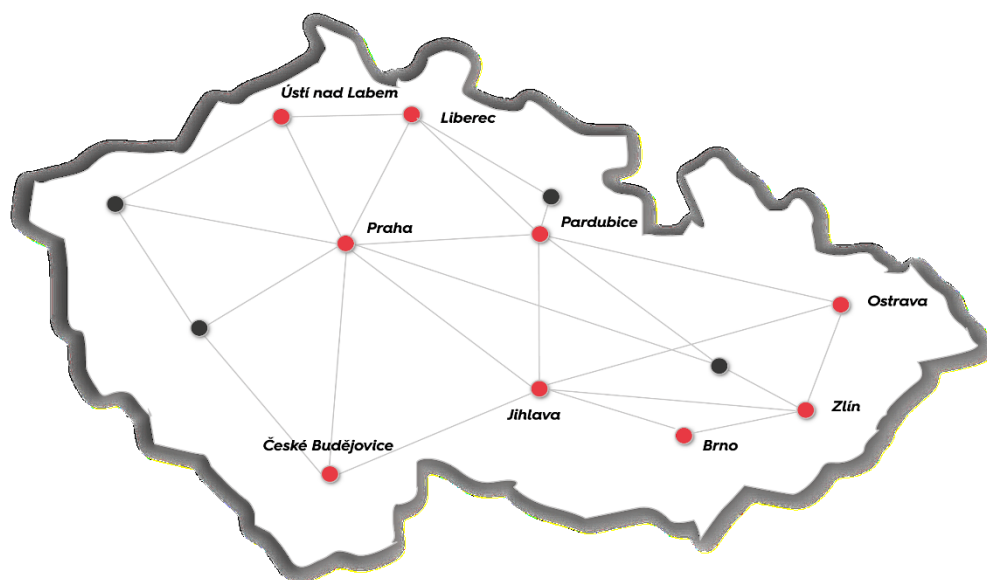 Ústí nad Labem
Liberec
Praha
Pardubice
Ostrava
Jihlava
Zlín
České Budějovice
Brno